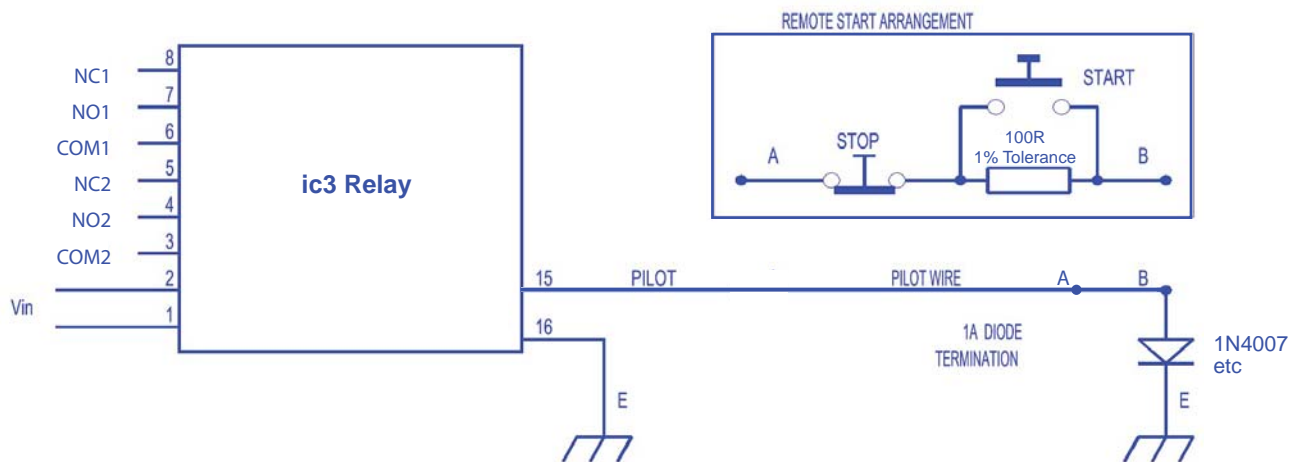 REMOTE START ARRANGEMENT
8
NC1
7
NO1
6
COM1
5
NC2
4
NO2
3
COM2
2
Vin
1
ic3 Relay
START
STOP
100R
1% Tolerance
A
B
15
PILOT
PILOT WIRE
A
B
16
1A DIODE
TERMINATION
1N4007
etc
E
E